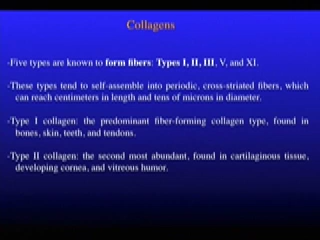 Collagens
-Five types are known to form fibers: Types I, II, III, V, and XI.
-These types tend to self-assemble into periodic, cross-striated fibers, which
can reach centimeters in length and tens of microns in diameter.
-Type I collagen: the predominant fiber-forming collagen type, found in
bones, skin, teeth, and tendons.
-Type II collagen: the second most abundant, found in cartilaginous tissue,
developing cornea, and vitreous humor.